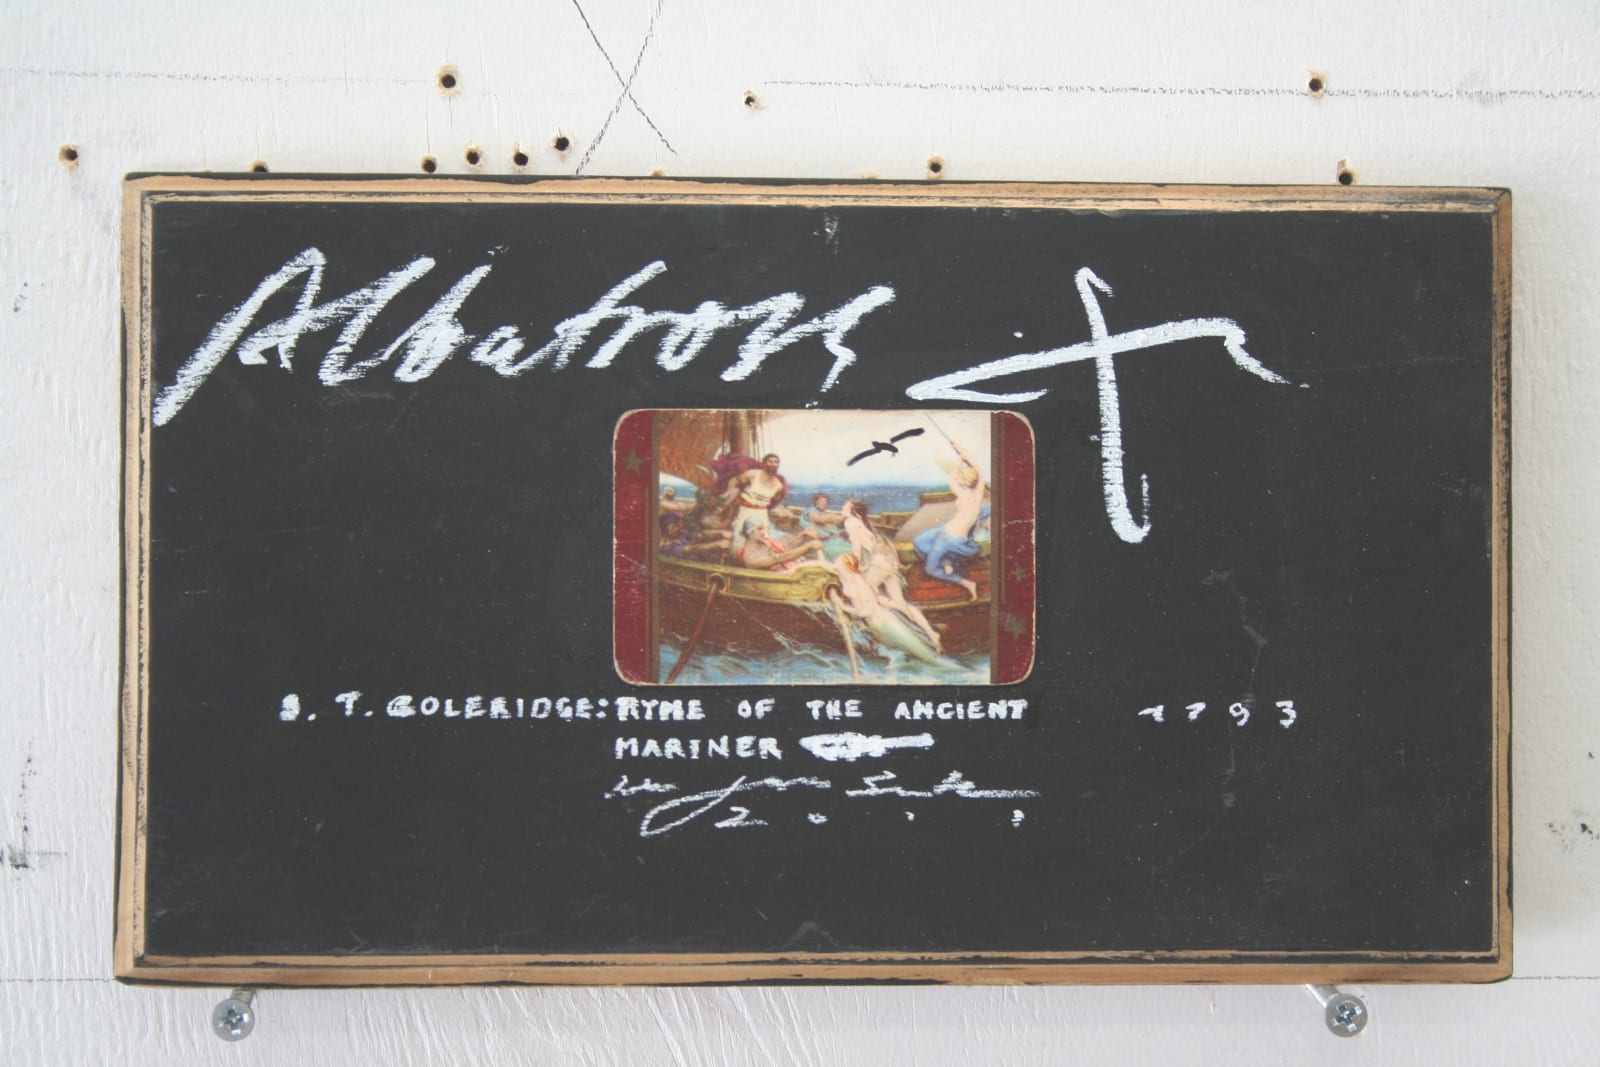 Albatross
S. T. COLERIDGE: RYME OF THE ANCIENT 1793
MARINER